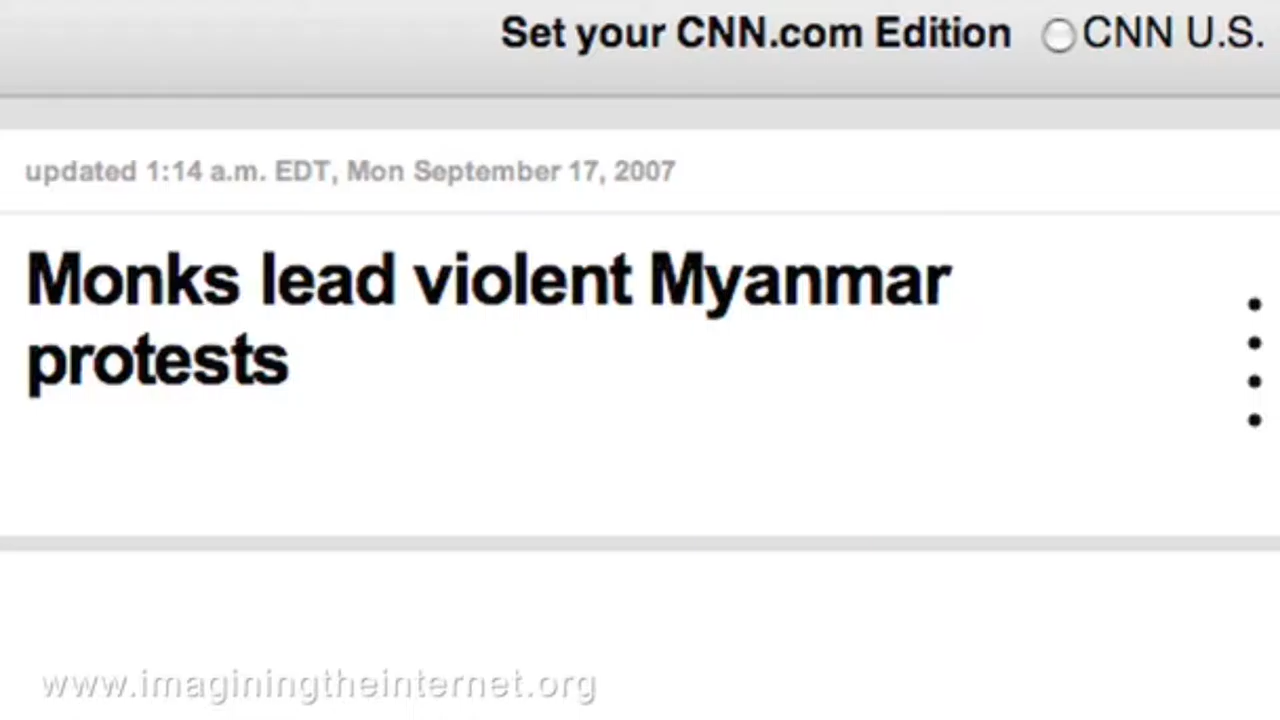 Set your CNN.com Edition CNN U.S.
updated 1:14 a.m. EDT, Mon September 17, 2007
Monks lead violent Myanmar
protests
www.imaginingtheinternet.org